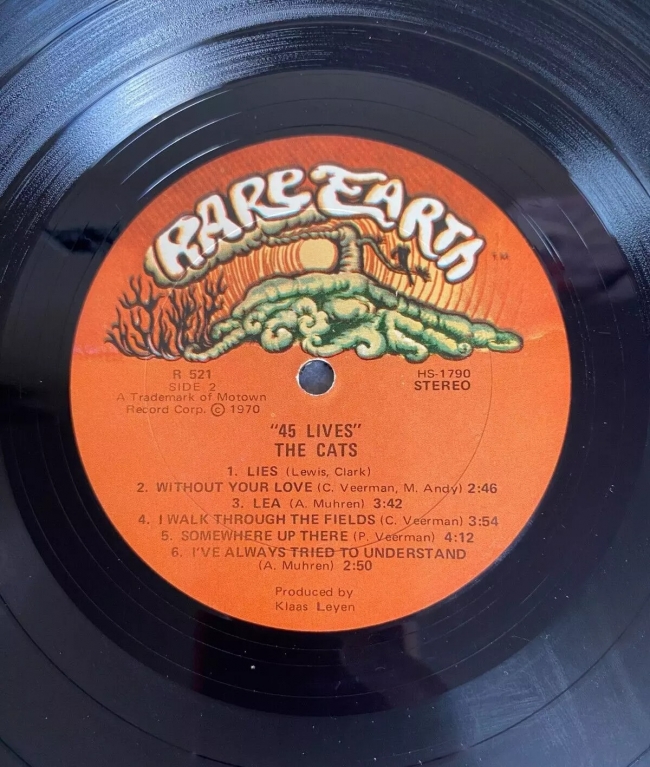 RARE EARTH
R 521
SIDE 2
A Trademark of Motown
Record Corp. © 1970
HS-1790
STEREO
"45 LIVES"
THE CATS
1. LIES (Lewis, Clark)
2. WITHOUT YOUR LOVE (C. Veerman, M. Andy) 2:46
3. LEA (A. Muhren) 3:42
4. I WALK THROUGH THE FIELDS (C. Veerman) 3:54
5. SOMEWHERE UP THERE (P. Veerman) 4:12
6. I'VE ALWAYS TRIED TO UNDERSTAND
(A. Muhren) 2:50
Produced by
Klaas Leyen